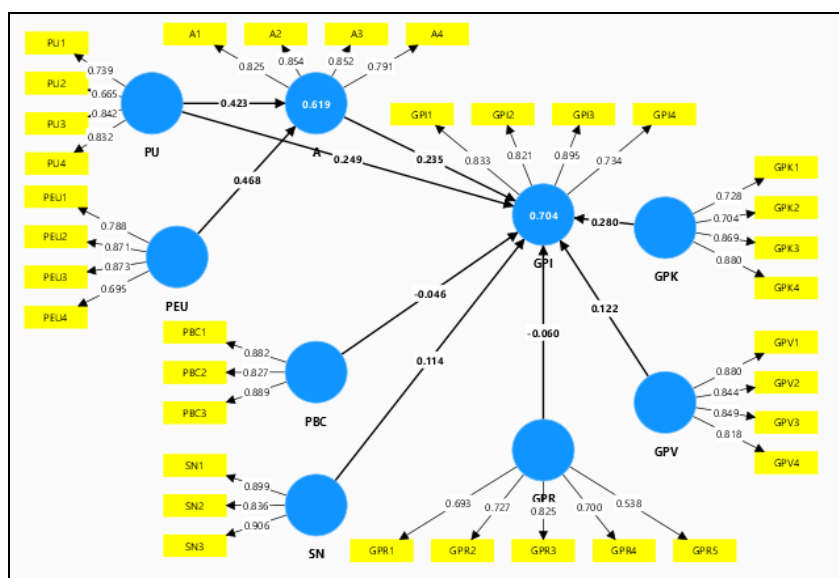 PU1
PU2
PU3
PU4
0.739
0.665
0.842
0.832
PU
A1
A2
A3
A4
0.825
0.854
0.852
0.791
0.619
A
0.423
0.249
0.235
0.468
GPI1
GPI2
GPI3
GPI4
0.833
0.821
0.895
0.734
0.704
GPI
PEU1
PEU2
PEU3
PEU4
0.788
0.871
0.873
0.695
PEU
GPK1
GPK2
GPK3
GPK4
0.728
0.704
0.869
0.880
GPK
0.280
-0.046
0.114
-0.060
0.122
PBC1
PBC2
PBC3
0.882
0.827
0.889
PBC
GPV1
GPV2
GPV3
GPV4
0.880
0.844
0.849
0.818
GPV
SN1
SN2
SN3
0.899
0.836
0.906
SN
GPR
0.693
0.727
0.825
0.700
0.538
GPR1
GPR2
GPR3
GPR4
GPR5